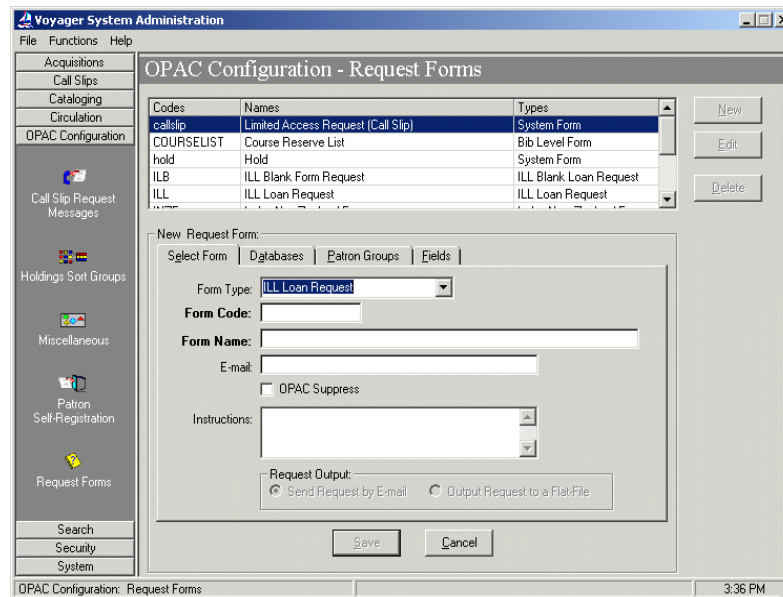 Voyager System Administration
File Functions Help
Acquisitions
Call Slips
Cataloging
Circulation
OPAC Configuration
Call Slip Request
Messages
Holdings Sort Groups
Miscellaneous
Patron
Self-Registration
Request Forms
Search
Security
System
OPAC Configuration - Request Forms
Codes Names Types
callslip Limited Access Request (Call Slip) System Form
COURSELIST Course Reserve List Bib Level Form
hold Hold System Form
ILB ILL Blank Form Request ILL Blank Loan Request
ILL ILL Loan Request ILL Loan Request
New
Edit
Delete
New Request Form:
Select Form Databases Patron Groups Fields
Form Type: ILL Loan Request
Form Code:
Form Name:
E-mail:
OPAC Suppress
Instructions:
Request Output:
Send Request by E-mail Output Request to a Flat-File
Save Cancel
OPAC Configuration: Request Forms 3:36 PM